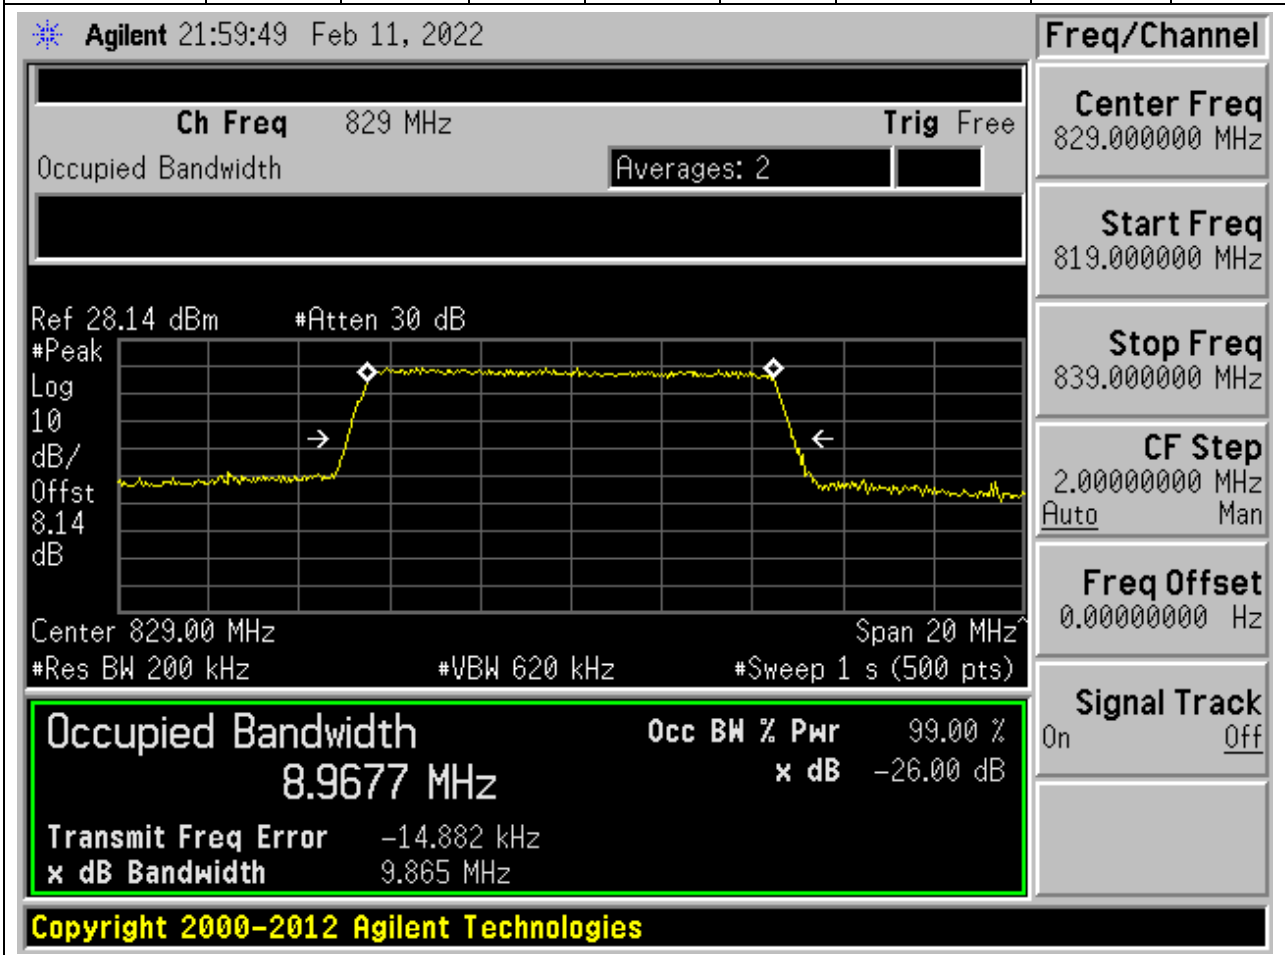 Agilent 21:59:49 Feb 11, 2022
Freq/Channel
Ch Freq 829 MHz Trig Free
Occupied Bandwidth Averages: 2
Center Freq
829.000000 MHz
Start Freq
819.000000 MHz
Stop Freq
839.000000 MHz
CF Step
2.00000000 MHz
Auto Man
Freq Offset
0.00000000 Hz
Signal Track
On Off
Ref 28.14 dBm #Atten 30 dB
#Peak
Log
10
dB/
Offst
8.14
dB
Center 829.00 MHz Span 20 MHz^
#Res BW 200 kHz #VBW 620 kHz #Sweep 1 s (500 pts)
Occupied Bandwidth Occ BW % Pwr 99.00 %
8.9677 MHz x dB -26.00 dB
Transmit Freq Error -14.882 kHz
x dB Bandwidth 9.865 MHz
Copyright 2000-2012 Agilent Technologies